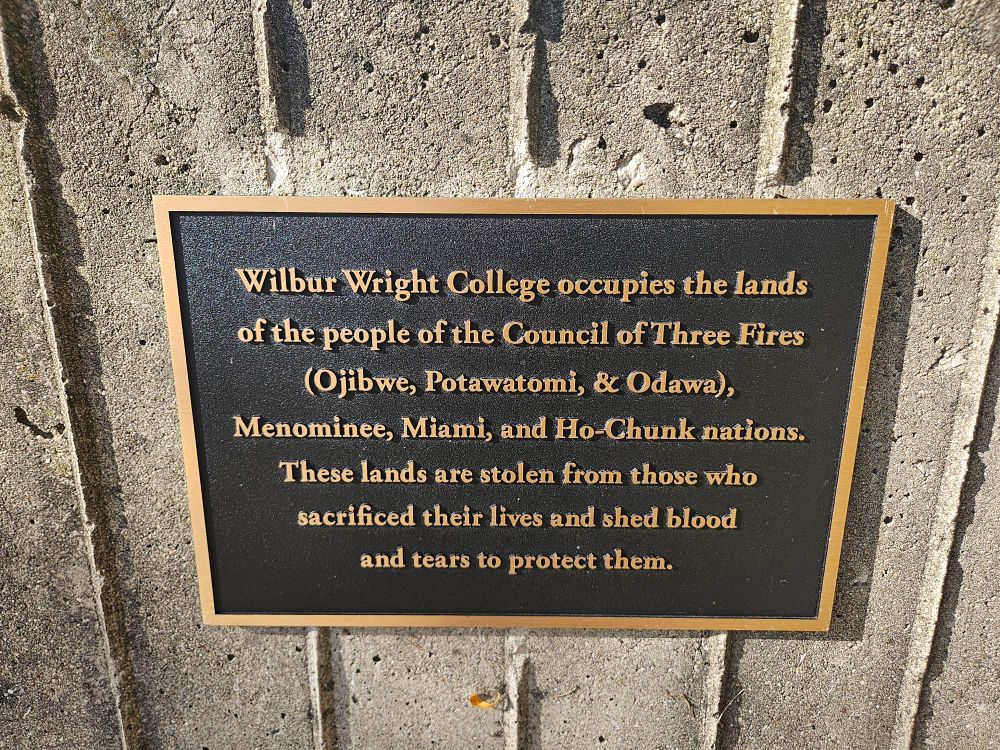 Wilbur Wright College occupies the lands
of the people of the Council of Three Fires
(Ojibwe, Potawatomi, & Odawa),
Menominee, Miami, and Ho-Chunk nations.
These lands are stolen from those who
sacrificed their lives and shed blood
and tears to protect them.